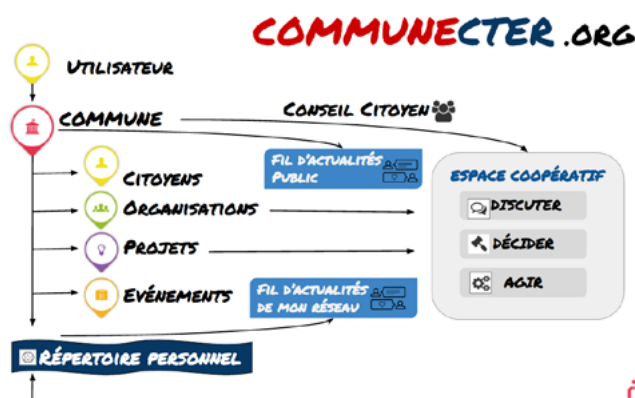 COMMUNECTER.ORG
UTILISATEUR
COMMUNE
CONSEIL CITOYEN
FIL D'ACTUALITÉS
PUBLIC
CITOYENS
ORGANISATIONS
PROJETS
EVÉNEMENTS
ESPACE COOPÉRATIF
DISCUTER
DÉCIDER
AGIR
FIL D'ACTUALITÉS
DE MON RÉSEAU
RÉPERTOIRE PERSONNEL